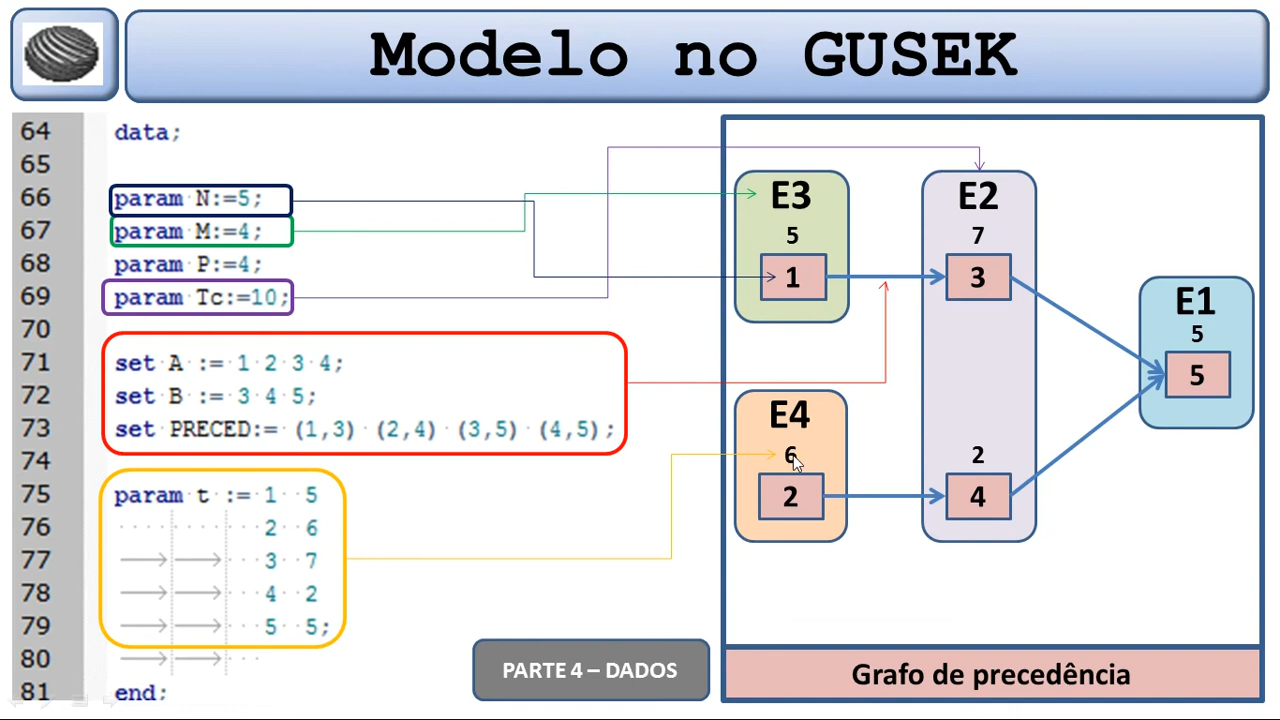 Modelo no GUSEK
64 data;
65
66 param N:=5;
67 param M:=4;
68 param P:=4;
69 param Tc:=10;
70
71 set A := 1 2 3 4;
72 set B := 3 4 5;
73 set PRECED:= (1,3) (2,4) (3,5) (4,5);
74
75 param t := 1 5
76 2 6
77 3 7
78 4 2
79 5 5;
80
81 end;
PARTE 4 – DADOS
E3
5
1
E2
7
3
E1
5
5
E4
6
2
2
4
Grafo de precedência